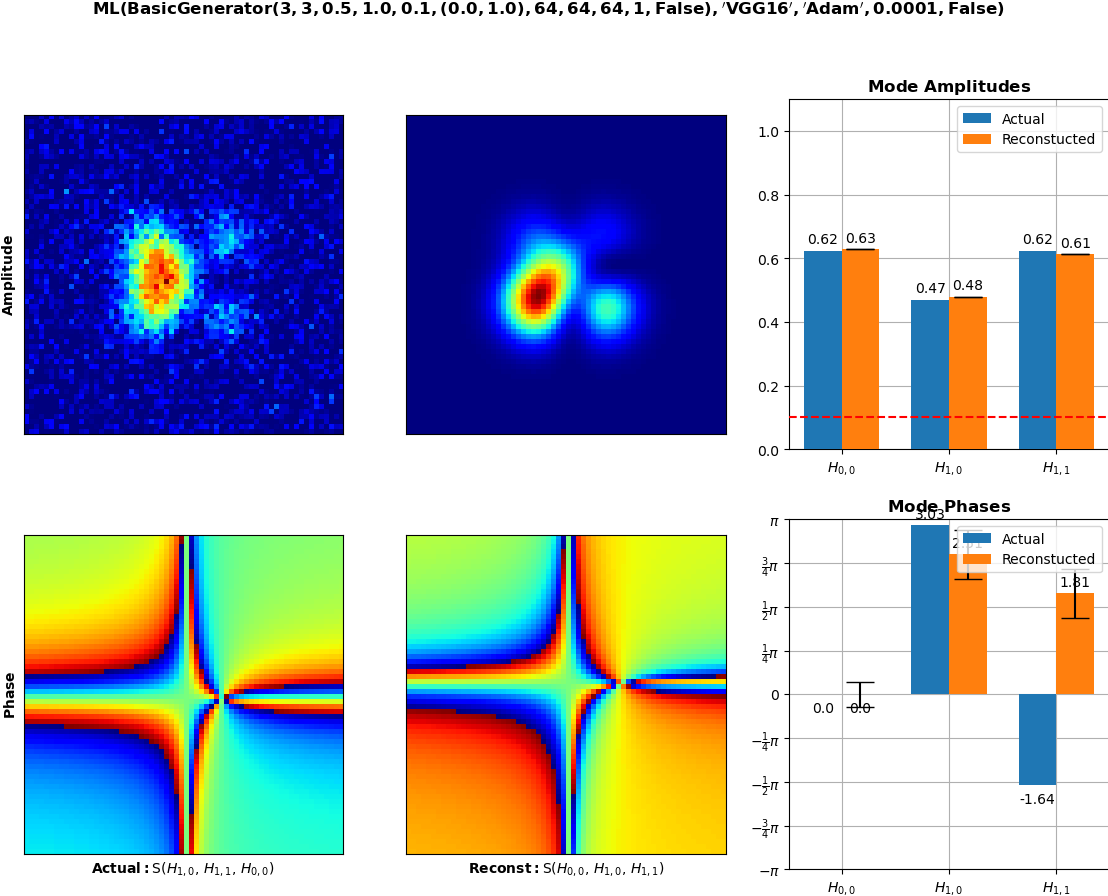 ML(BasicGenerator(3, 3, 0.5, 1.0, 0.1, (0.0, 1.0), 64, 64, 64, 1, False), ′VGG16′, ′Adam′, 0.0001, False)
Amplitude
Mode Amplitudes
Actual
Reconstucted
1.0
0.8
0.6
0.4
0.2
0.0
0.62
0.63
0.47
0.48
0.62
0.61
H0, 0
H1, 0
H1, 1
Phase
Actual: S(H1, 0, H1, 1, H0, 0)
Reconst: S(H0, 0, H1, 0, H1, 1)
Mode Phases
Actual
Reconstucted
π
3/4π
1/2π
1/4π
0
−1/4π
−1/2π
−3/4π
−π
0.0
0.0
3.03
1.81
-1.64
H0, 0
H1, 0
H1, 1